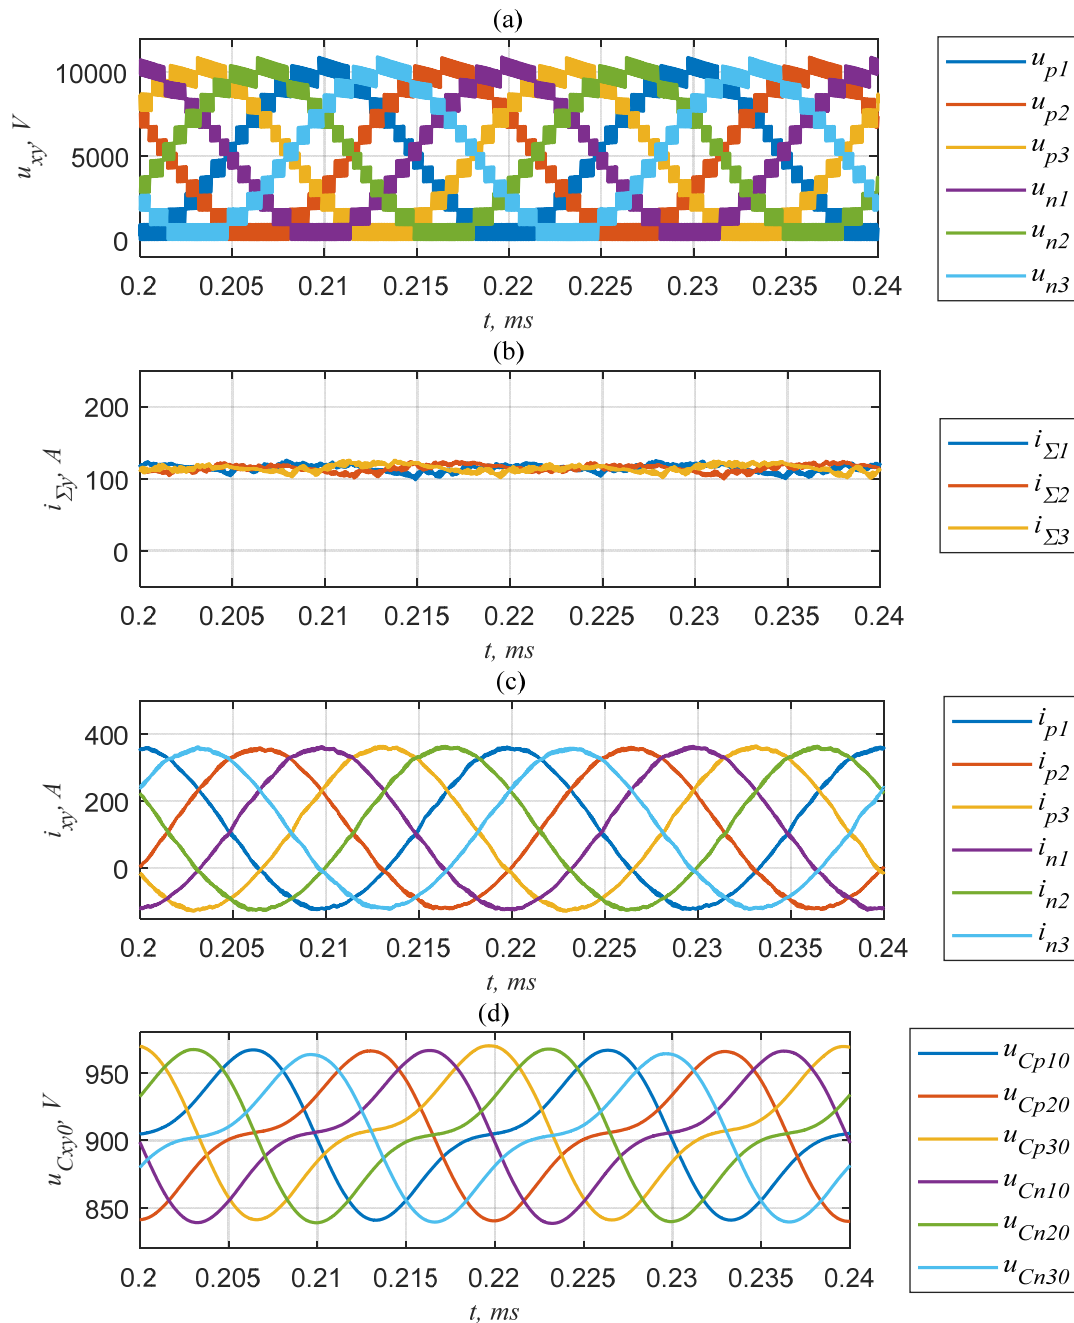 (a)
10000
5000
0
u_xy, V
0.2 0.205 0.21 0.215 0.22 0.225 0.23 0.235 0.24
t, ms
u_p1
u_p2
u_p3
u_n1
u_n2
u_n3
(b)
200
100
0
i_Σy, A
0.2 0.205 0.21 0.215 0.22 0.225 0.23 0.235 0.24
t, ms
i_Σ1
i_Σ2
i_Σ3
(c)
400
200
0
i_xy, A
0.2 0.205 0.21 0.215 0.22 0.225 0.23 0.235 0.24
t, ms
i_p1
i_p2
i_p3
i_n1
i_n2
i_n3
(d)
950
900
850
u_Cxy0, V
0.2 0.205 0.21 0.215 0.22 0.225 0.23 0.235 0.24
t, ms
u_Cp10
u_Cp20
u_Cp30
u_Cn10
u_Cn20
u_Cn30